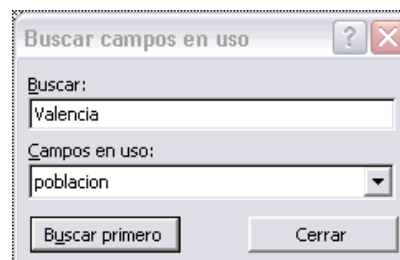 Buscar campos en uso
Buscar:
Valencia
Campos en uso:
poblacion
Buscar primero
Cerrar